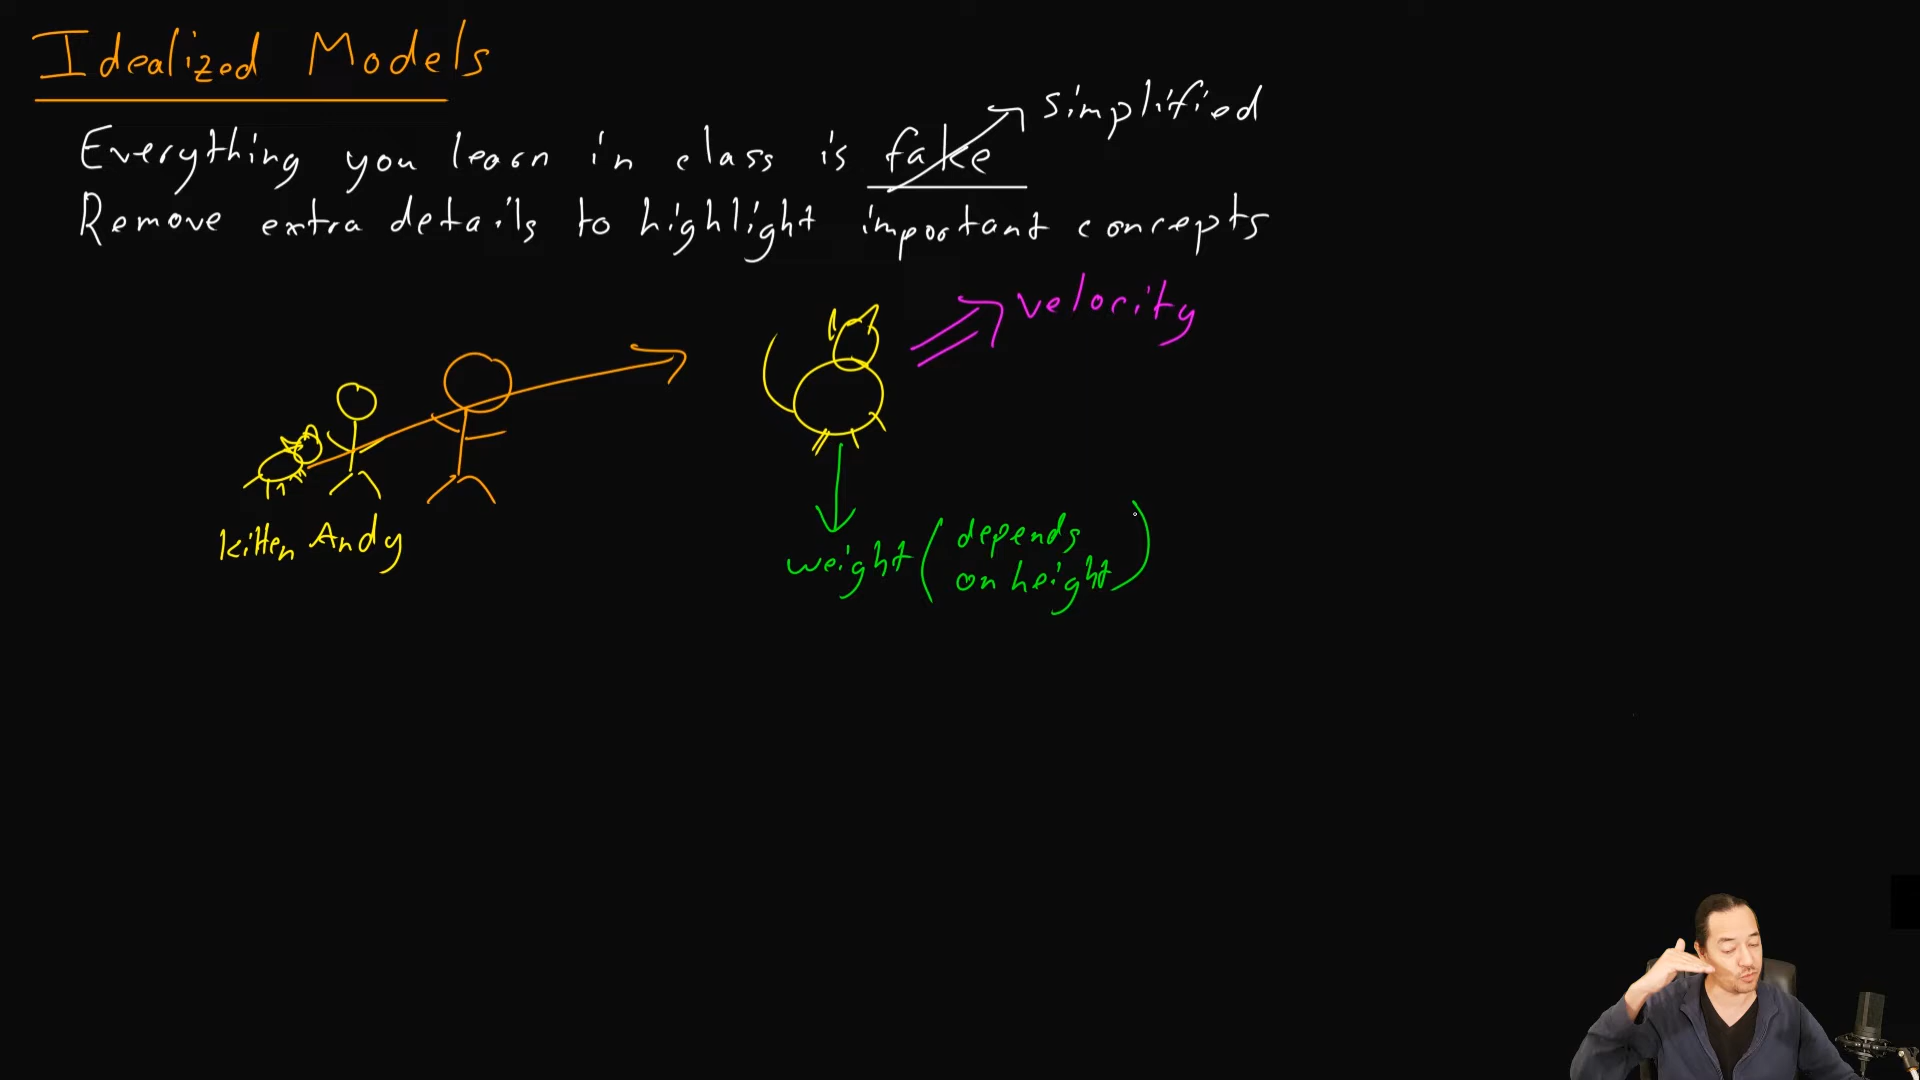 Idealized Models
simplified
Everything you learn in class is fake
Remove extra details to highlight important concepts
velocity
Kitten Andy
weight (depends
on height)